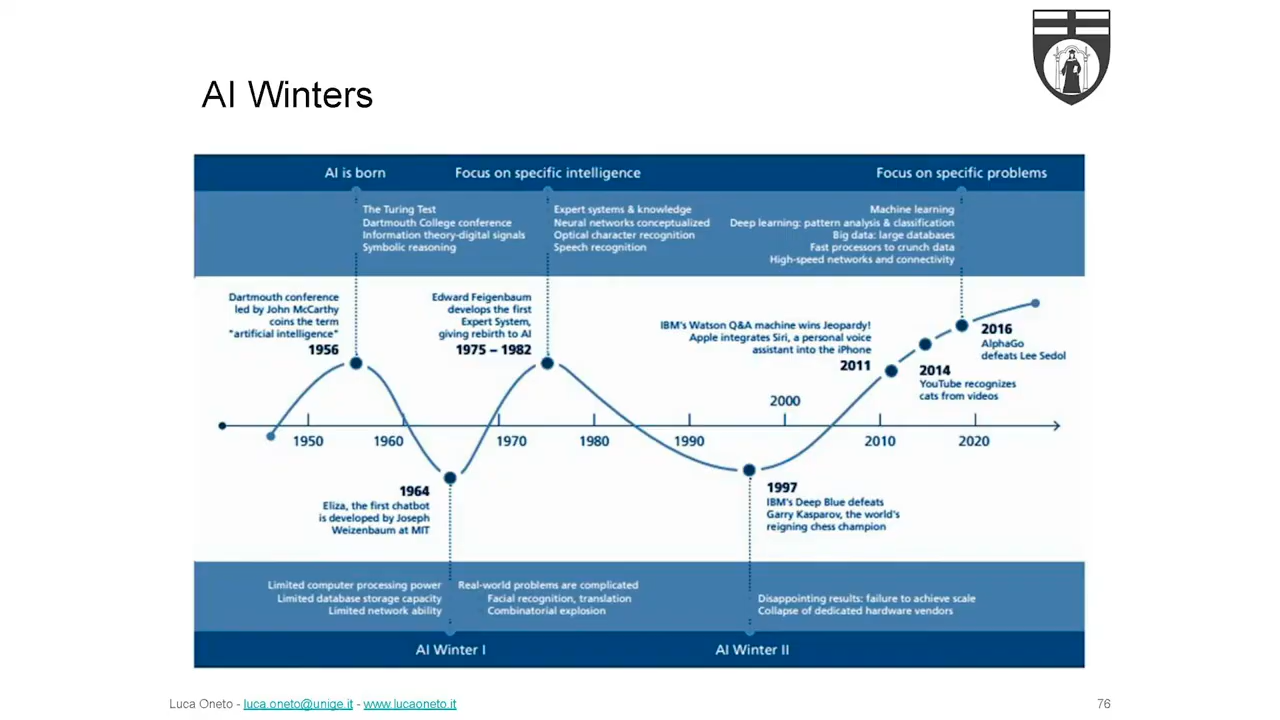 AI Winters
AI is born
Focus on specific intelligence
Focus on specific problems
The Turing Test
Dartmouth College conference
Information theory-digital signals
Symbolic reasoning
Expert systems & knowledge
Neural networks conceptualized
Optical character recognition
Speech recognition
Machine learning
Deep learning: pattern analysis & classification
Big data: large databases
Fast processors to crunch data
High-speed networks and connectivity
Dartmouth conference
led by John McCarthy
coins the term
"artificial intelligence"
1956
Edward Feigenbaum
develops the first
Expert System,
giving rebirth to AI
1975 – 1982
IBM's Watson Q&A machine wins Jeopardy!
Apple integrates Siri, a personal voice
assistant into the iPhone
2011
2016
AlphaGo
defeats Lee Sedol
2014
YouTube recognizes
cats from videos
2000
1950
1960
1970
1980
1990
2010
2020
1964
Eliza, the first chatbot
is developed by Joseph
Weizenbaum at MIT
1997
IBM's Deep Blue defeats
Garry Kasparov, the world's
reigning chess champion
Limited computer processing power
Limited database storage capacity
Limited network ability
Real-world problems are complicated
Facial recognition, translation
Combinatorial explosion
Disappointing results: failure to achieve scale
Collapse of dedicated hardware vendors
AI Winter I
AI Winter II
Luca Oneto - luca.oneto@unige.it - www.lucaoneto.it
76